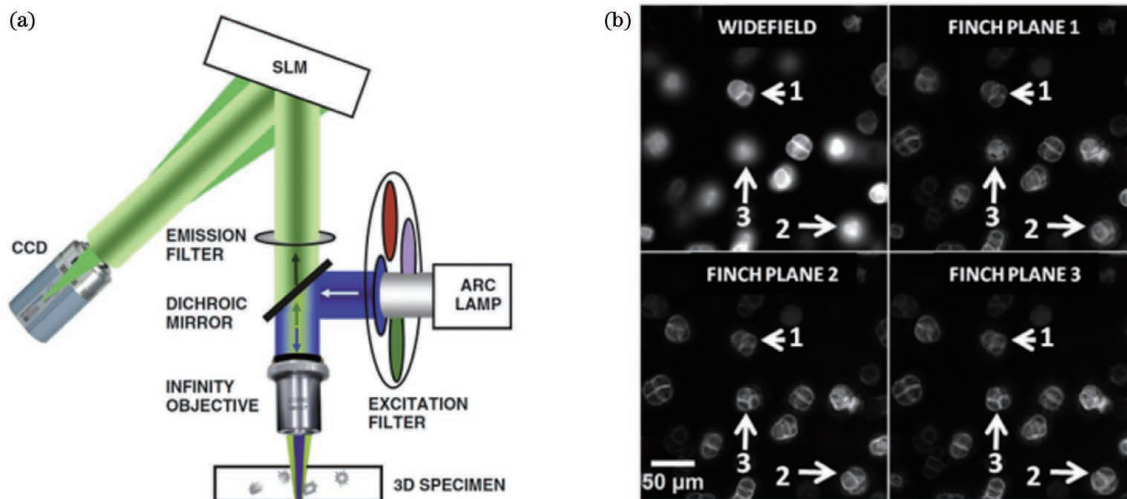 (a)
SLM
CCD
EMISSION
FILTER
DICHROIC
MIRROR
ARC
LAMP
INFINITY
OBJECTIVE
EXCITATION
FILTER
3D SPECIMEN
(b)
WIDEFIELD
FINCH PLANE 1
1
1
3
2
3
2
FINCH PLANE 2
FINCH PLANE 3
1
1
3
2
3
2
50 µm